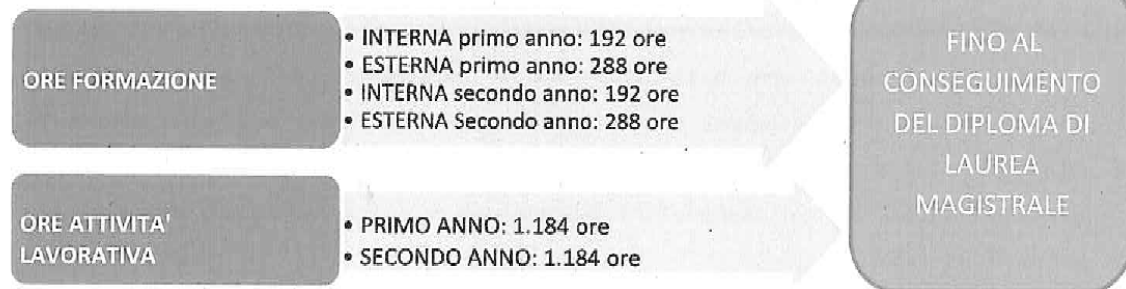 ORE FORMAZIONE
• INTERNA primo anno: 192 ore
• ESTERNA primo anno: 288 ore
• INTERNA secondo anno: 192 ore
• ESTERNA Secondo anno: 288 ore
ORE ATTIVITA'
LAVORATIVA
• PRIMO ANNO: 1.184 ore
• SECONDO ANNO: 1.184 ore
FINO AL
CONSEGUIMENTO
DEL DIPLOMA DI
LAUREA
MAGISTRALE